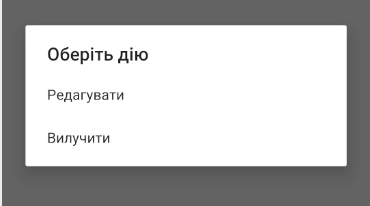 Оберіть дію
Редагувати
Вилучити